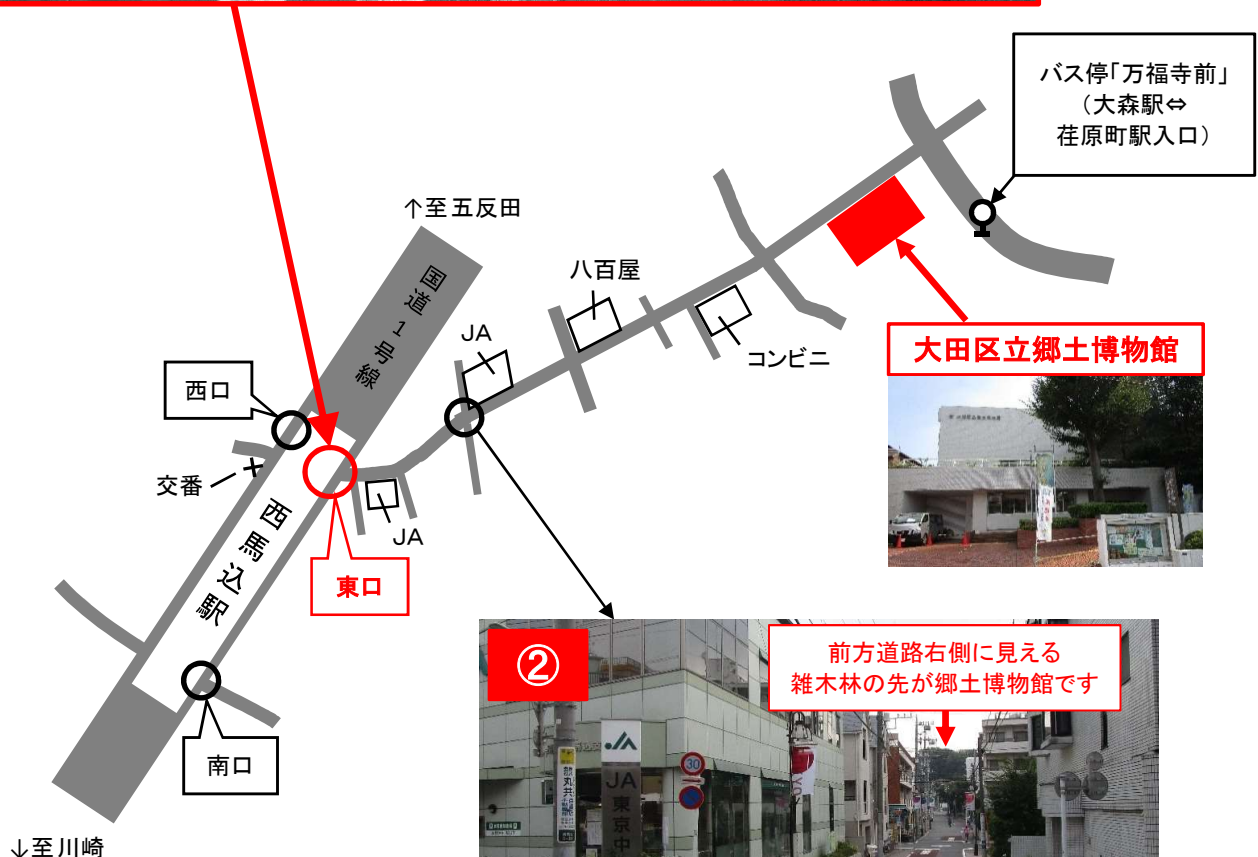 バス停「万福寺前」
（大森駅⇔
荏原町駅入口）
↑至五反田
国道1号線
八百屋
JA
コンビニ
大田区立郷土博物館
西口
交番
JA
西馬込駅
東口
②
前方道路右側に見える
雑木林の先が郷土博物館です
南口
JA
JA東京中
30
丸共
↓至川崎